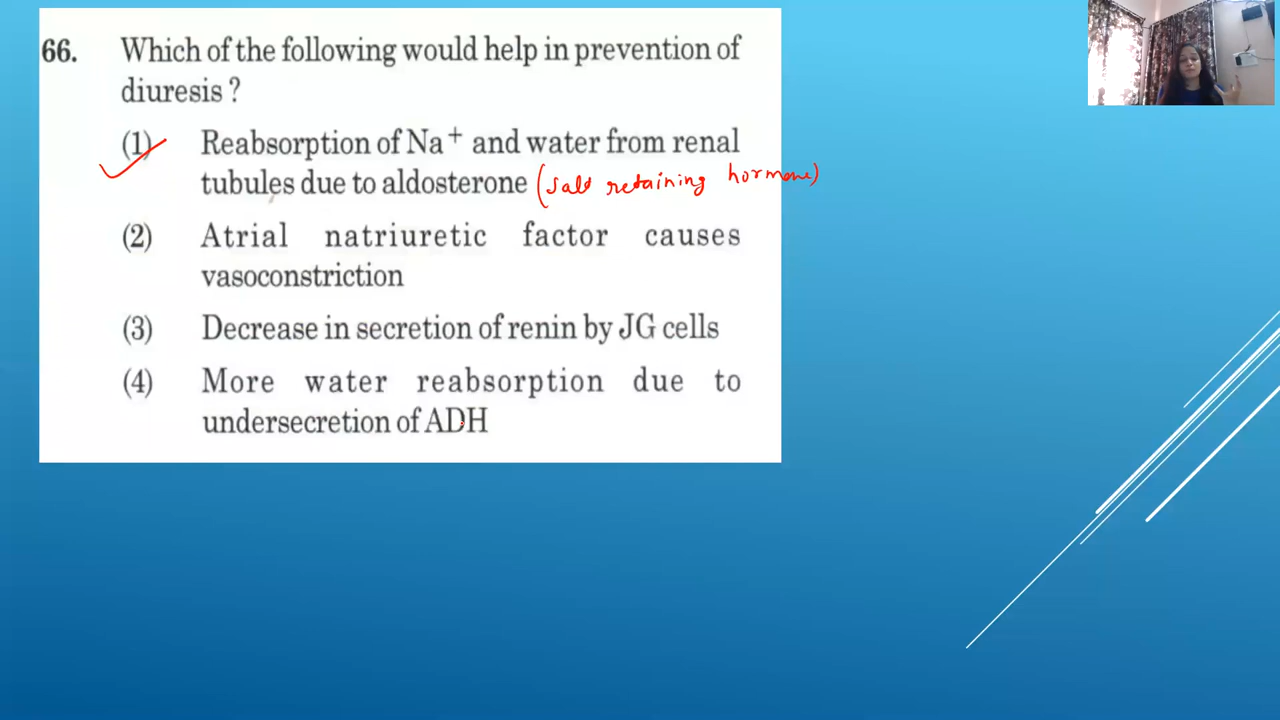 66. Which of the following would help in prevention of
diuresis ?
(1) Reabsorption of Na+ and water from renal
tubules due to aldosterone (salt retaining hormone)
(2) Atrial natriuretic factor causes
vasoconstriction
(3) Decrease in secretion of renin by JG cells
(4) More water reabsorption due to
undersecretion of ADH